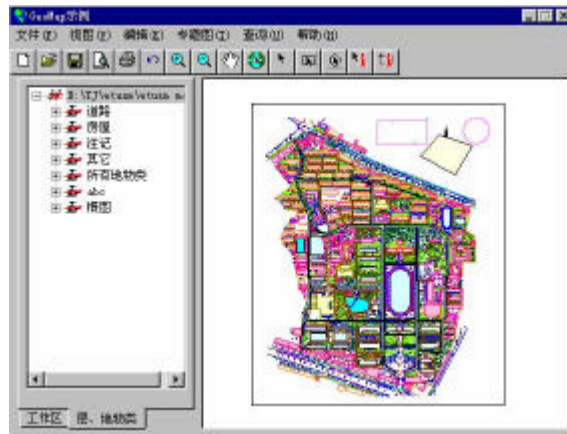 GeoMap示例
文件(F) 视图(P) 编辑(E) 专题图(T) 查询(U) 帮助(H)
道路
房屋
注记
其它
所有地物类
abc
楼图
工作区 层、地物类